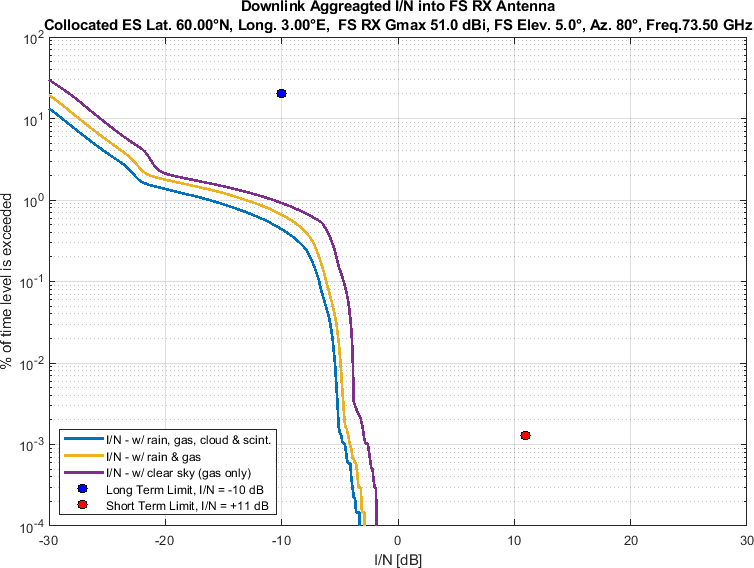 Downlink Aggreagted I/N into FS RX Antenna
Collocated ES Lat. 60.00°N, Long. 3.00°E,  FS RX Gmax 51.0 dBi, FS Elev. 5.0°, Az. 80°, Freq.73.50 GHz
10^2
10^1
10^0
10^-1
10^-2
10^-3
10^-4
% of time level is exceeded
I/N - w/ rain, gas, cloud & scint.
I/N - w/ rain & gas
I/N - w/ clear sky (gas only)
Long Term Limit, I/N = -10 dB
Short Term Limit, I/N = +11 dB
-30 -20 -10 0 10 20 30
I/N [dB]